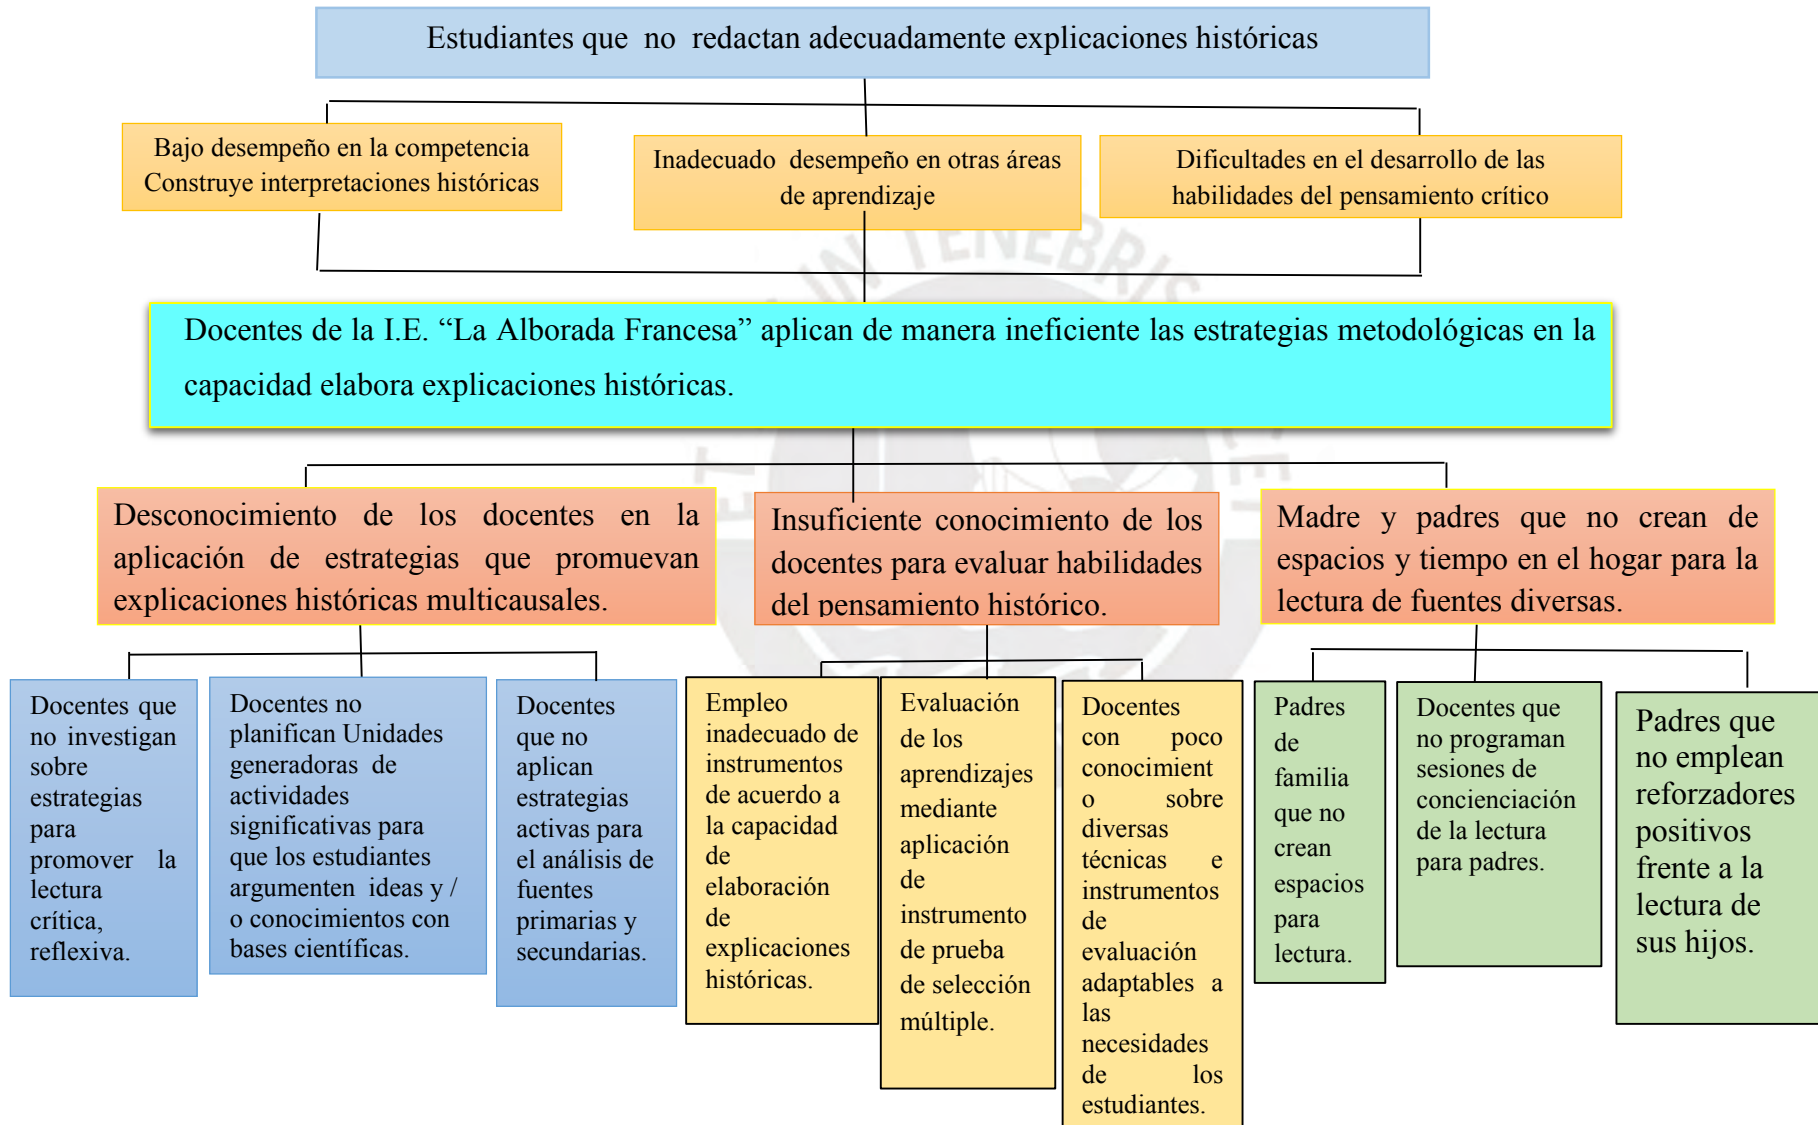 Estudiantes que no redactan adecuadamente explicaciones históricas
Bajo desempeño en la competencia
Construye interpretaciones históricas
Inadecuado desempeño en otras áreas
de aprendizaje
Dificultades en el desarrollo de las
habilidades del pensamiento crítico
IN TENEBRIS
Docentes de la I.E. “La Alborada Francesa” aplican de manera ineficiente las estrategias metodológicas en la
capacidad elabora explicaciones históricas.
ET
Desconocimiento de los docentes en la
aplicación de estrategias que promuevan
explicaciones históricas multicausales.
Insuficiente conocimiento de los
docentes para evaluar habilidades
del pensamiento histórico.
Madre y padres que no crean de
espacios y tiempo en el hogar para la
lectura de fuentes diversas.
Docentes que
no investigan
sobre
estrategias
para
promover la
lectura
crítica,
reflexiva.
Docentes no
planifican Unidades
generadoras de
actividades
significativas para
que los estudiantes
argumenten ideas y /
o conocimientos con
bases científicas.
Docentes
que no
aplican
estrategias
activas para
el análisis de
fuentes
primarias y
secundarias.
Empleo
inadecuado de
instrumentos
de acuerdo a
la capacidad
de
elaboración
de
explicaciones
históricas.
Evaluación
de los
aprendizajes
mediante
aplicación
de
instrumento
de prueba
de selección
múltiple.
Docentes
con poco
conocimient
o sobre
diversas
técnicas e
instrumentos
de
evaluación
adaptables a
las
necesidades
de los
estudiantes.
Padres
de
familia
que no
crean
espacios
para
lectura.
Docentes que
no programan
sesiones de
concienciación
de la lectura
para padres.
Padres que
no emplean
reforzadores
positivos
frente a la
lectura de
sus hijos.